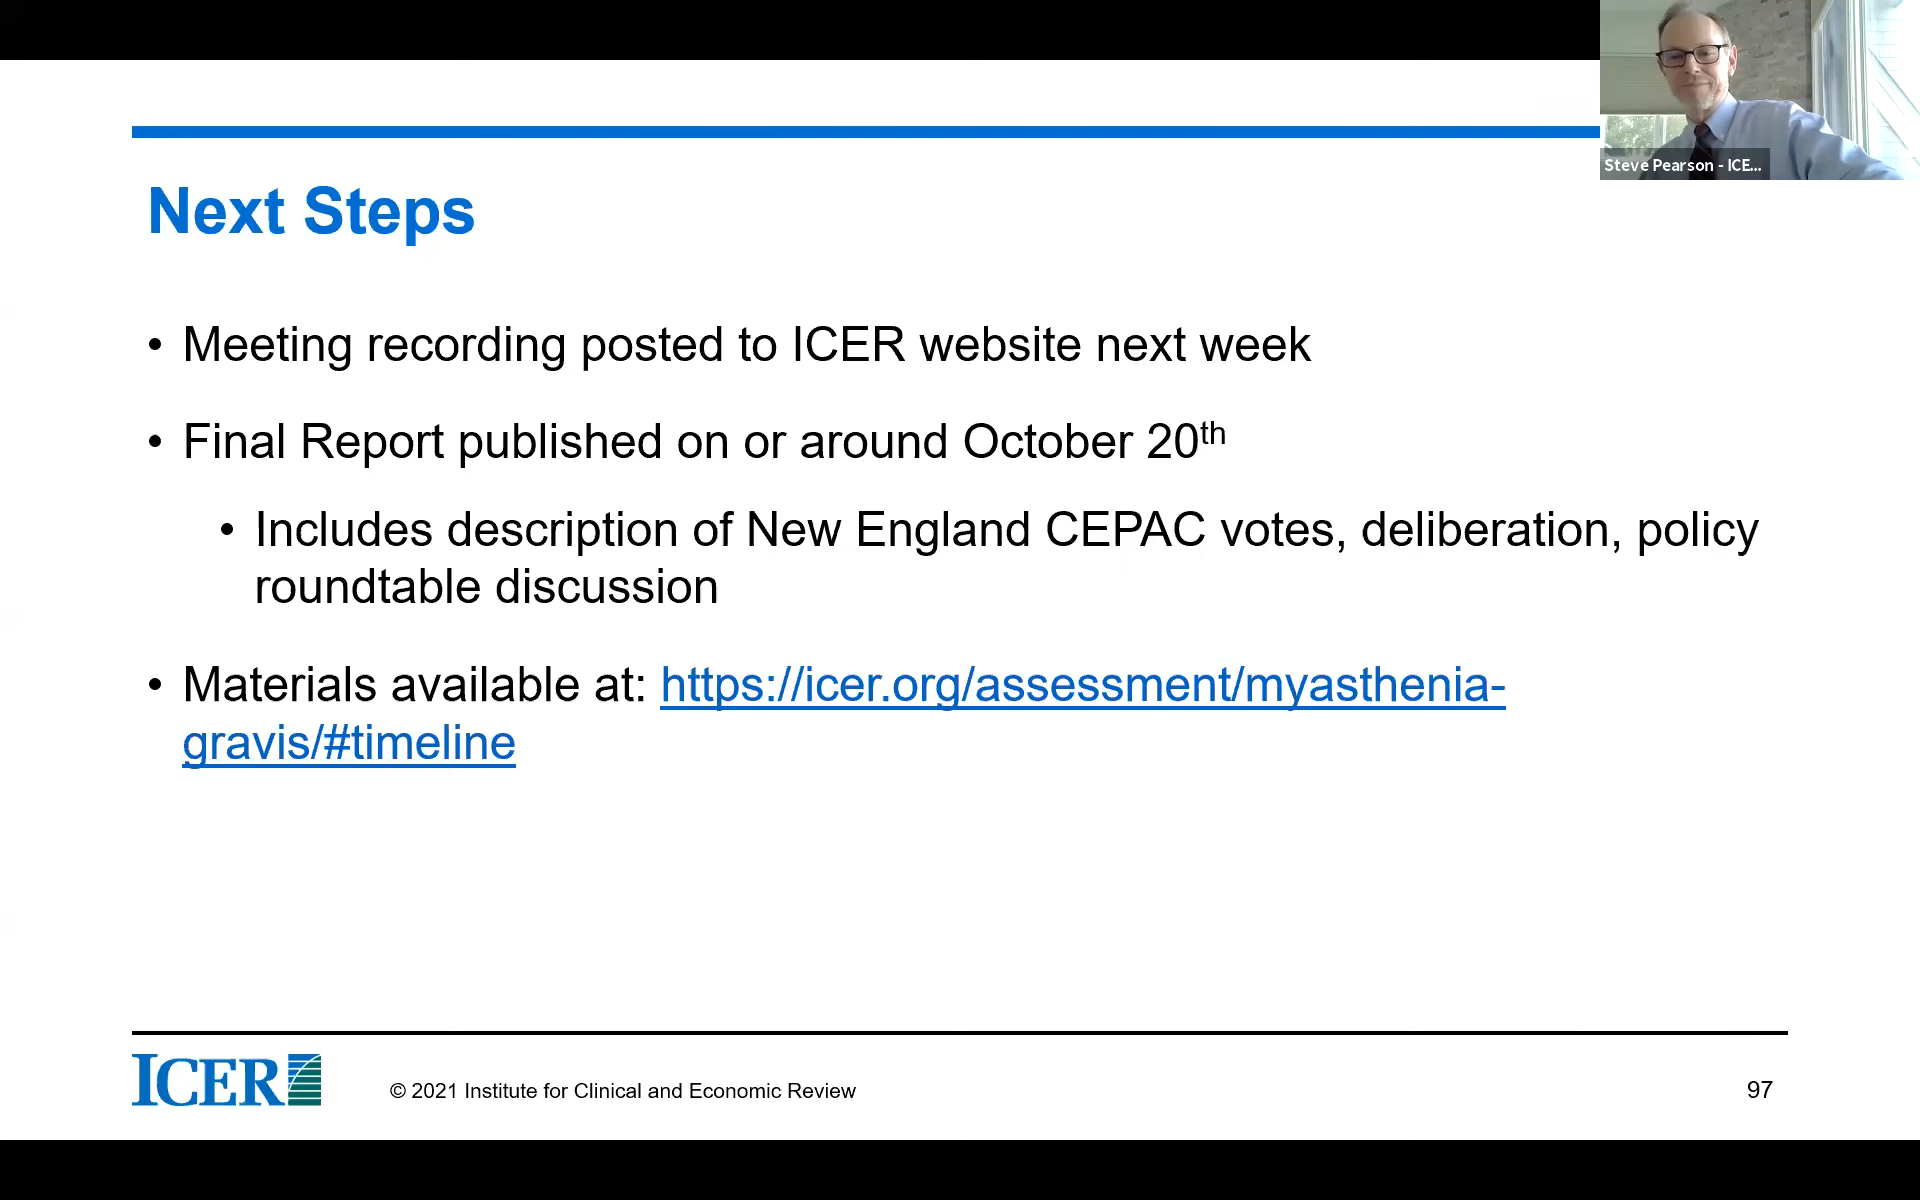 Steve Pearson - ICE...
Next Steps
• Meeting recording posted to ICER website next week
• Final Report published on or around October 20th
• Includes description of New England CEPAC votes, deliberation, policy
roundtable discussion
• Materials available at: https://icer.org/assessment/myasthenia-
gravis/#timeline
ICER
© 2021 Institute for Clinical and Economic Review
97